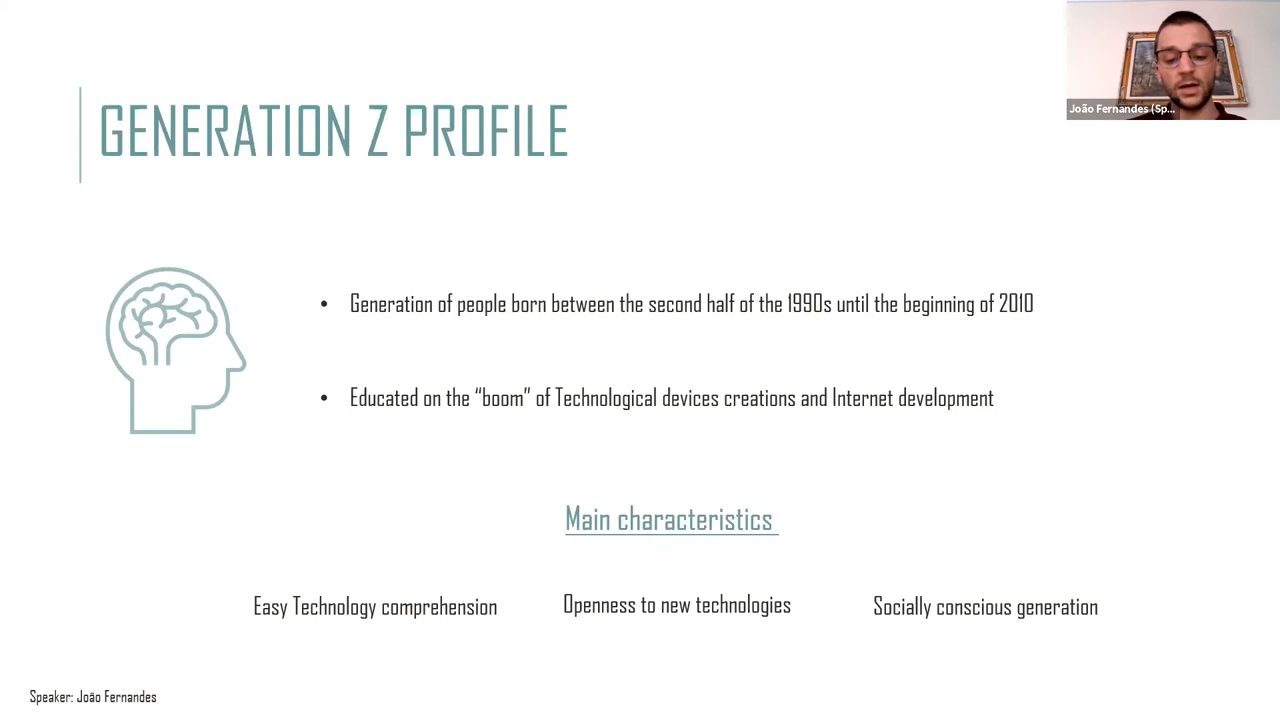 GENERATION Z PROFILE
João Fernandes (Sp...
• Generation of people born between the second half of the 1990s until the beginning of 2010
• Educated on the “boom” of Technological devices creations and Internet development
Main characteristics
Easy Technology comprehension
Openness to new technologies
Socially conscious generation
Speaker: João Fernandes